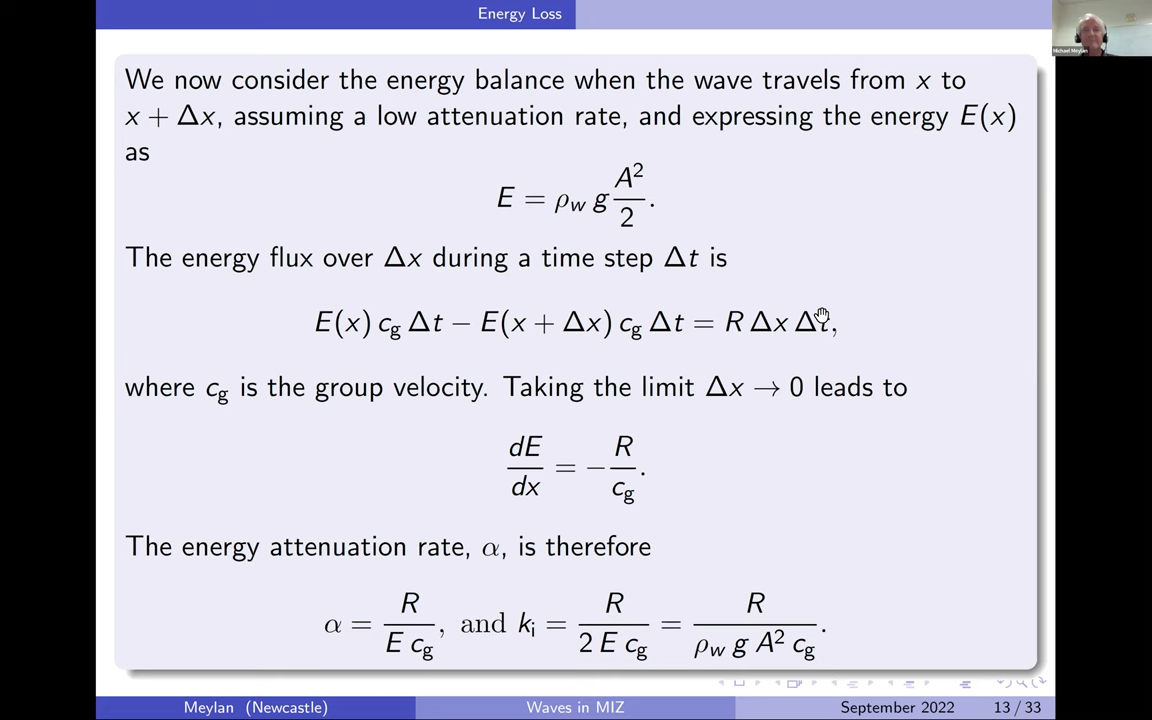 Energy Loss
Michael Meylan
We now consider the energy balance when the wave travels from x to
x + Δx, assuming a low attenuation rate, and expressing the energy E(x)
as
E = ρ_w g A²/2.
The energy flux over Δx during a time step Δt is
E(x) c_g Δt − E(x + Δx) c_g Δt = R Δx Δt,
where c_g is the group velocity. Taking the limit Δx → 0 leads to
dE/dx = −R/c_g.
The energy attenuation rate, α, is therefore
α = R/(E c_g), and k_i = R/(2 E c_g) = R/(ρ_w g A² c_g).
Meylan (Newcastle) Waves in MIZ September 2022 13 / 33